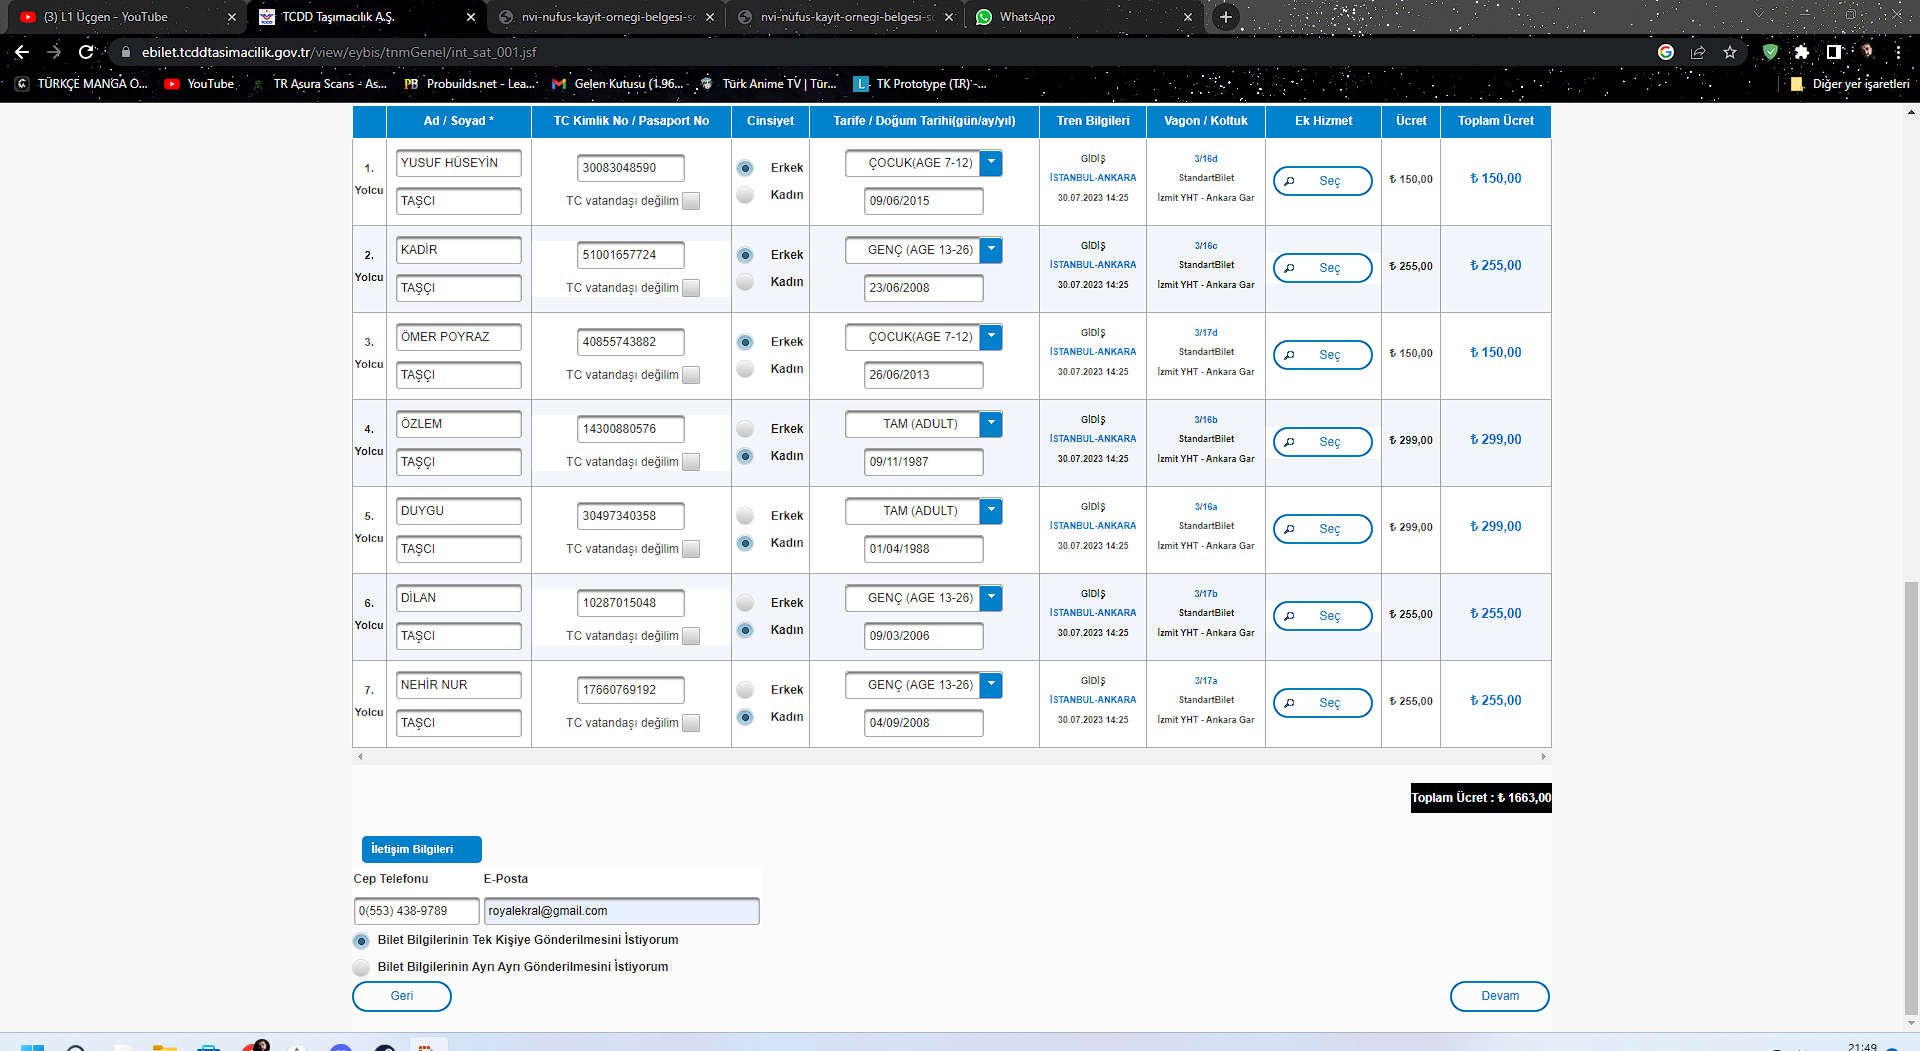 (3) L1 Üçgen - YouTube
TCDD Taşımacılık A.Ş.
nvi-nufus-kayit-ornegi-belgesi-so
nvi-nufus-kayit-ornegi-belgesi-so
WhatsApp
ebilet.tcddtasimacilik.gov.tr/view/eybis/tnmGenel/int_sat_001.jsf
TÜRKÇE MANGA O...
YouTube
TR Asura Scans - As...
PB Probuilds.net - Lea...
Gelen Kutusu (1.96...
Türk Anime TV | Tür...
L TK Prototype (TR) -...
Diğer yer işaretleri
Ad / Soyad * TC Kimlik No / Pasaport No Cinsiyet Tarife / Doğum Tarihi(gün/ay/yıl) Tren Bilgileri Vagon / Koltuk Ek Hizmet Ücret Toplam Ücret
1. Yolcu
YUSUF HÜSEYİN
TAŞCI
30083048590
TC vatandaşı değilim
Erkek
Kadın
ÇOCUK(AGE 7-12)
09/06/2015
GİDİŞ
İSTANBUL-ANKARA
30.07.2023 14:25
3/16d
StandartBilet
İzmit YHT - Ankara Gar
Seç
₺ 150,00
₺ 150,00
2. Yolcu
KADİR
TAŞÇI
51001657724
TC vatandaşı değilim
Erkek
Kadın
GENÇ (AGE 13-26)
23/06/2008
GİDİŞ
İSTANBUL-ANKARA
30.07.2023 14:25
3/16c
StandartBilet
İzmit YHT - Ankara Gar
Seç
₺ 255,00
₺ 255,00
3. Yolcu
ÖMER POYRAZ
TAŞÇI
40855743882
TC vatandaşı değilim
Erkek
Kadın
ÇOCUK(AGE 7-12)
26/06/2013
GİDİŞ
İSTANBUL-ANKARA
30.07.2023 14:25
3/17d
StandartBilet
İzmit YHT - Ankara Gar
Seç
₺ 150,00
₺ 150,00
4. Yolcu
ÖZLEM
TAŞÇI
14300880576
TC vatandaşı değilim
Erkek
Kadın
TAM (ADULT)
09/11/1987
GİDİŞ
İSTANBUL-ANKARA
30.07.2023 14:25
3/16b
StandartBilet
İzmit YHT - Ankara Gar
Seç
₺ 299,00
₺ 299,00
5. Yolcu
DUYGU
TAŞCI
30497340358
TC vatandaşı değilim
Erkek
Kadın
TAM (ADULT)
01/04/1988
GİDİŞ
İSTANBUL-ANKARA
30.07.2023 14:25
3/16a
StandartBilet
İzmit YHT - Ankara Gar
Seç
₺ 299,00
₺ 299,00
6. Yolcu
DİLAN
TAŞCI
10287015048
TC vatandaşı değilim
Erkek
Kadın
GENÇ (AGE 13-26)
09/03/2006
GİDİŞ
İSTANBUL-ANKARA
30.07.2023 14:25
3/17b
StandartBilet
İzmit YHT - Ankara Gar
Seç
₺ 255,00
₺ 255,00
7. Yolcu
NEHİR NUR
TAŞCI
17660769192
TC vatandaşı değilim
Erkek
Kadın
GENÇ (AGE 13-26)
04/09/2008
GİDİŞ
İSTANBUL-ANKARA
30.07.2023 14:25
3/17a
StandartBilet
İzmit YHT - Ankara Gar
Seç
₺ 255,00
₺ 255,00
Toplam Ücret : ₺ 1663,00
İletişim Bilgileri
Cep Telefonu E-Posta
0(553) 438-9789 royalekral@gmail.com
Bilet Bilgilerinin Tek Kişiye Gönderilmesini İstiyorum
Bilet Bilgilerinin Ayrı Ayrı Gönderilmesini İstiyorum
Geri
Devam
21:49